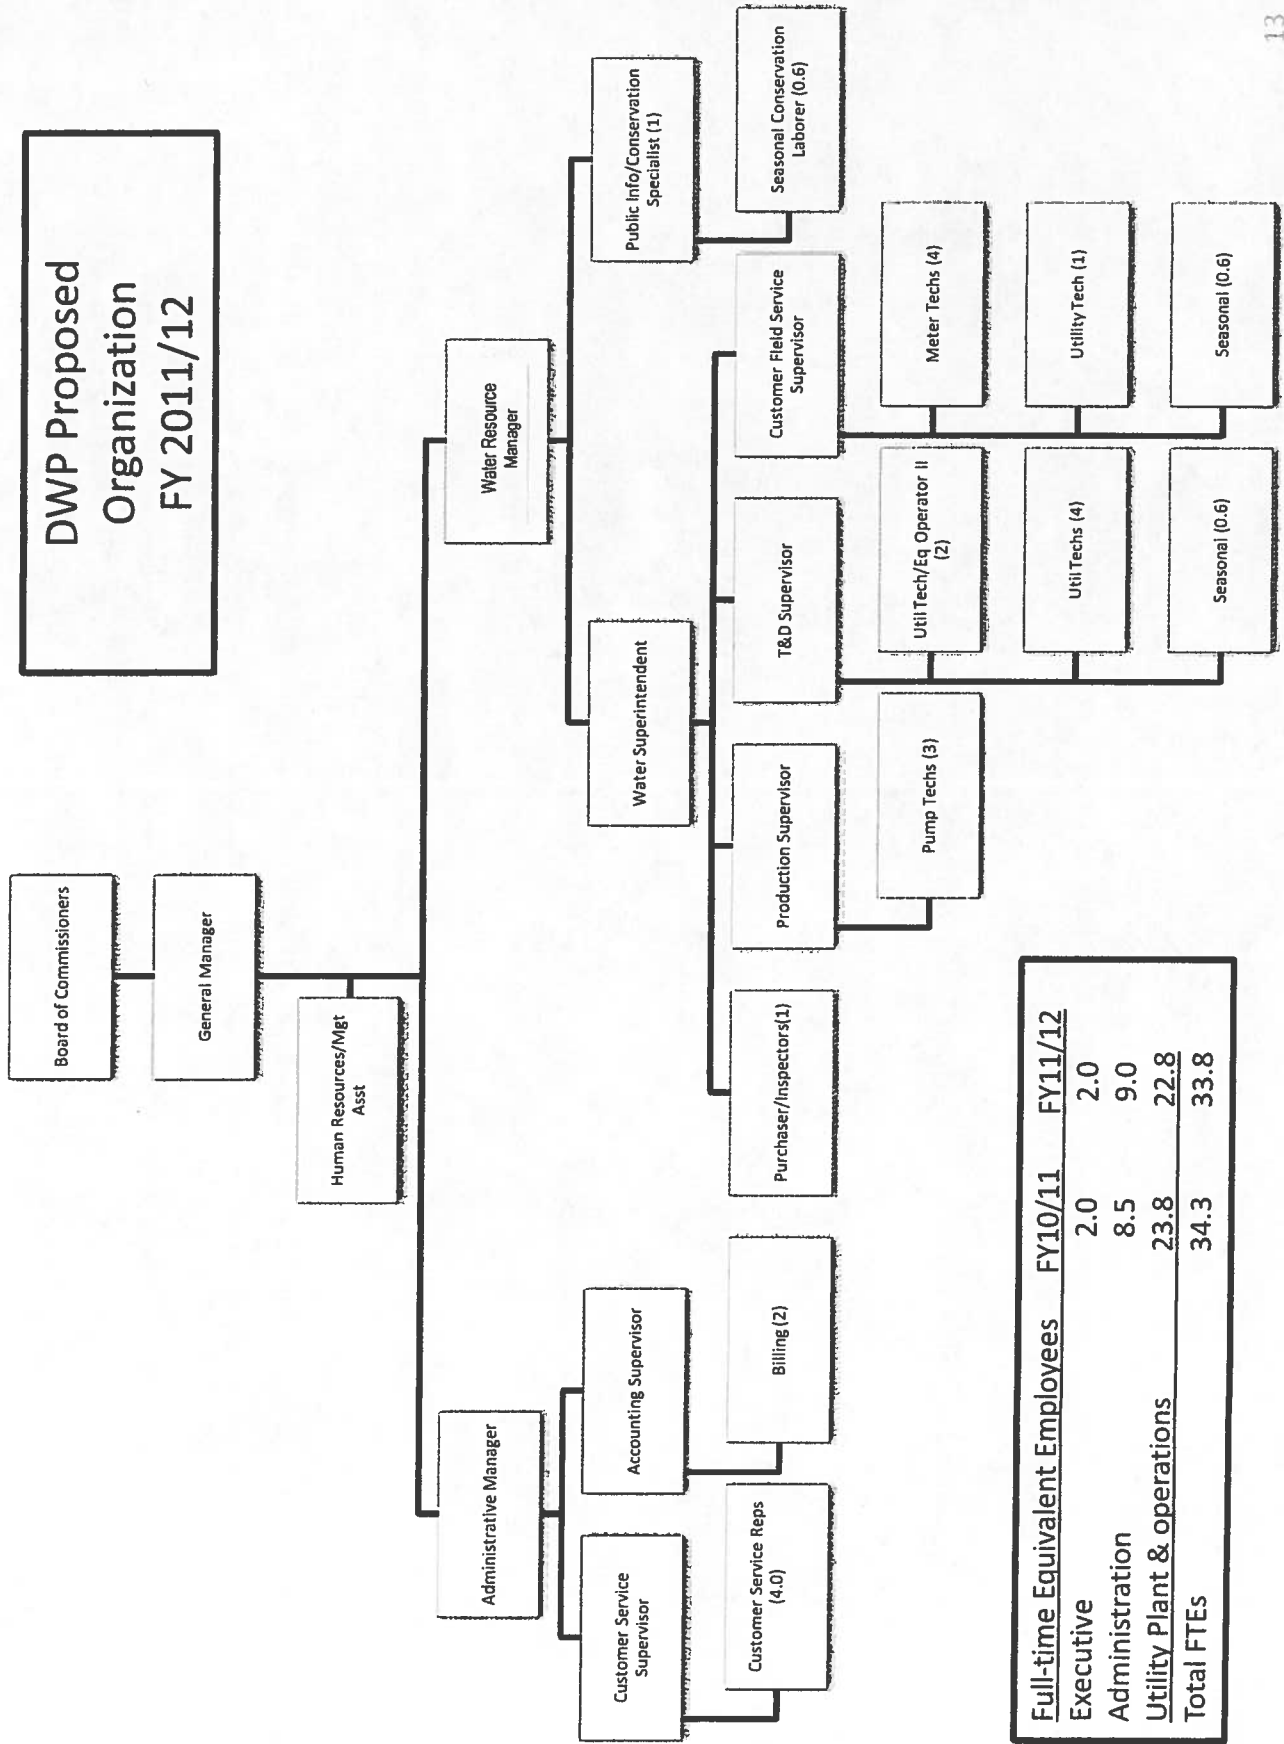 DWP Proposed
Organization
FY 2011/12
Board of Commissioners
General Manager
Human Resources/Mgt
Asst
Administrative Manager
Water Resource
Manager
Customer Service
Supervisor
Accounting Supervisor
Water Superintendent
Public Info/Conservation
Specialist (1)
Customer Service Reps
(4.0)
Billing (2)
Purchaser/Inspectors(1)
Production Supervisor
T&D Supervisor
Customer Field Service
Supervisor
Seasonal Conservation
Laborer (0.6)
Pump Techs (3)
Util Tech/Eq Operator II
(2)
Meter Techs (4)
Util Techs (4)
Utility Tech (1)
Seasonal (0.6)
Seasonal (0.6)
Full-time Equivalent Employees FY10/11 FY11/12
Executive 2.0 2.0
Administration 8.5 9.0
Utility Plant & operations 23.8 22.8
Total FTEs 34.3 33.8
13